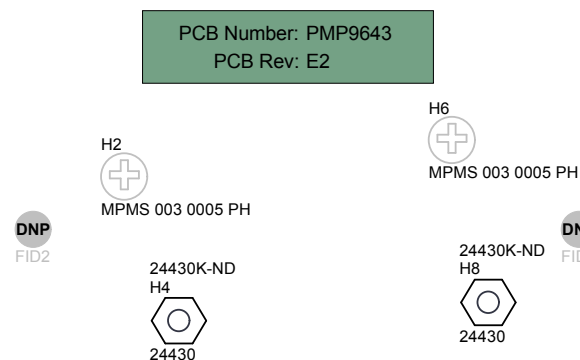 PCB Number: PMP9643
PCB Rev: E2
H6
H2
MPMS 003 0005 PH
MPMS 003 0005 PH
DNP
FID2
24430K-ND
H8
24430K-ND
H4
24430
24430